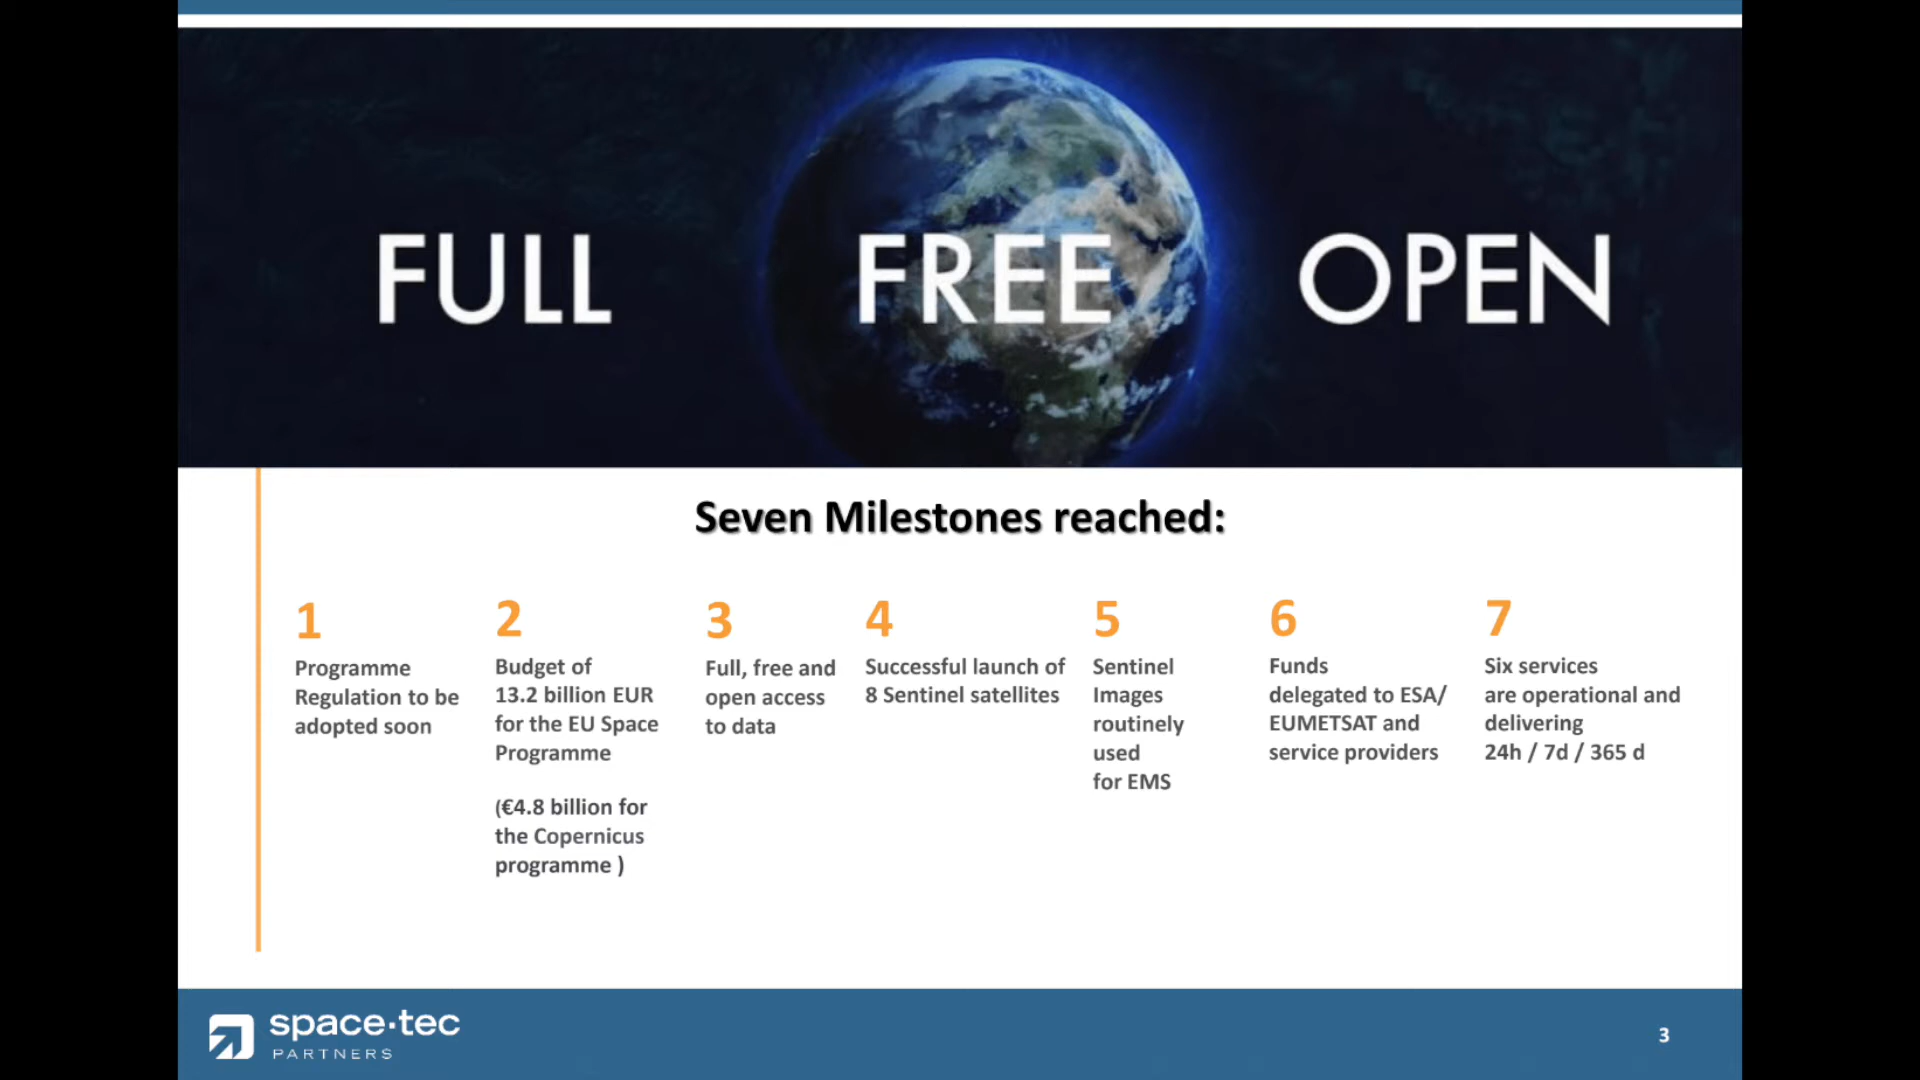 FULL FREE OPEN
Seven Milestones reached:
1
Programme
Regulation to be
adopted soon
2
Budget of
13.2 billion EUR
for the EU Space
Programme
(€4.8 billion for
the Copernicus
programme )
3
Full, free and
open access
to data
4
Successful launch of
8 Sentinel satellites
5
Sentinel
Images
routinely
used
for EMS
6
Funds
delegated to ESA/
EUMETSAT and
service providers
7
Six services
are operational and
delivering
24h / 7d / 365 d
space·tec
PARTNERS
3